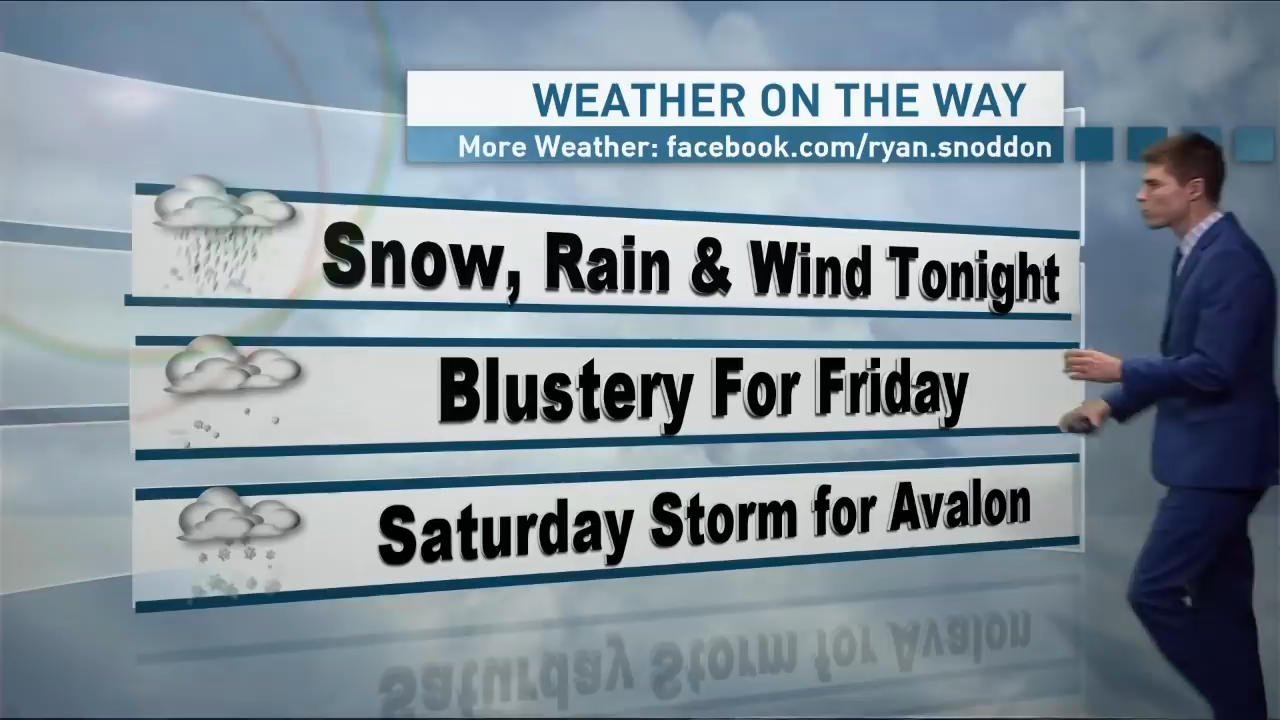 WEATHER ON THE WAY
More Weather: facebook.com/ryan.snoddon
Snow, Rain & Wind Tonight
Blustery For Friday
Saturday Storm for Avalon